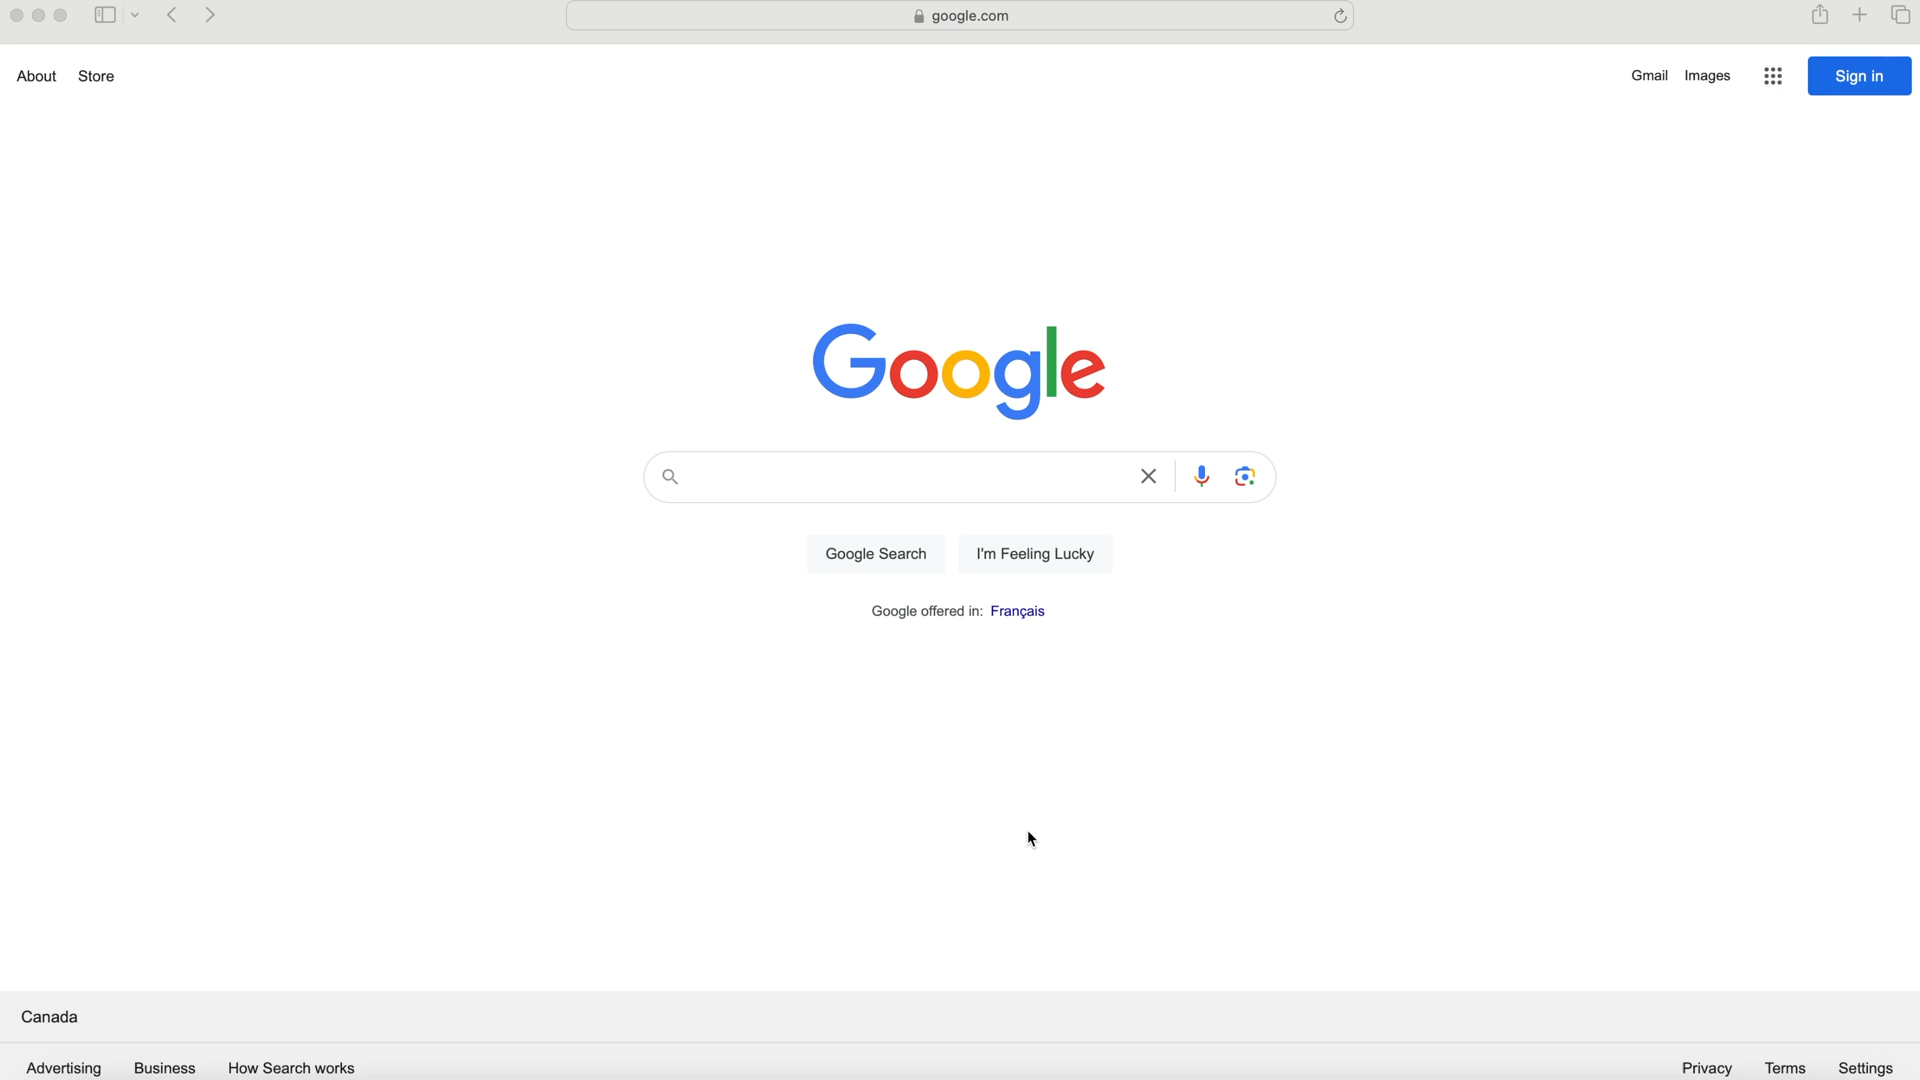 google.com
About Store Gmail Images Sign in
Google
Google Search I'm Feeling Lucky
Google offered in: Français
Canada
Advertising Business How Search works Privacy Terms Settings